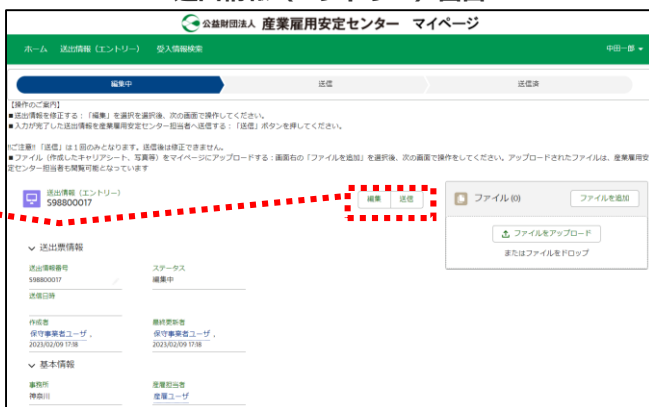 公益財団法人 産業雇用安定センター マイページ
ホーム 送出情報(エントリー) 受入情報検索 中田一郎
編集中 送信 送信済
【操作のご案内】
■送出情報を修正する:「編集」を選択を選択後、次の画面で操作してください。
■入力が完了した送出情報を産業雇用安定センター担当者へ送信する:「送信」ボタンを押してください。
!!ご注意!! 「送信」は1回のみとなります。送信後は修正できません。
■ファイル(作成したキャリアシート、写真等)をマイページにアップロードする:画面右の「ファイルを追加」を選択後、次の画面で操作をしてください。アップロードされたファイルは、産業雇用安
定センター担当者も閲覧可能となっています
送出情報(エントリー)
S98800017
編集 送信
ファイル (0) ファイルを追加
ファイルをアップロード
またはファイルをドロップ
送出票情報
送出情報番号 ステータス
S98800017 編集中
送信日時
作成者 最終更新者
保守事業者ユーザ、 保守事業者ユーザ、
2023/02/09 17:18 2023/02/09 17:18
基本情報
事務所 産雇担当者
神奈川 産雇ユーザ